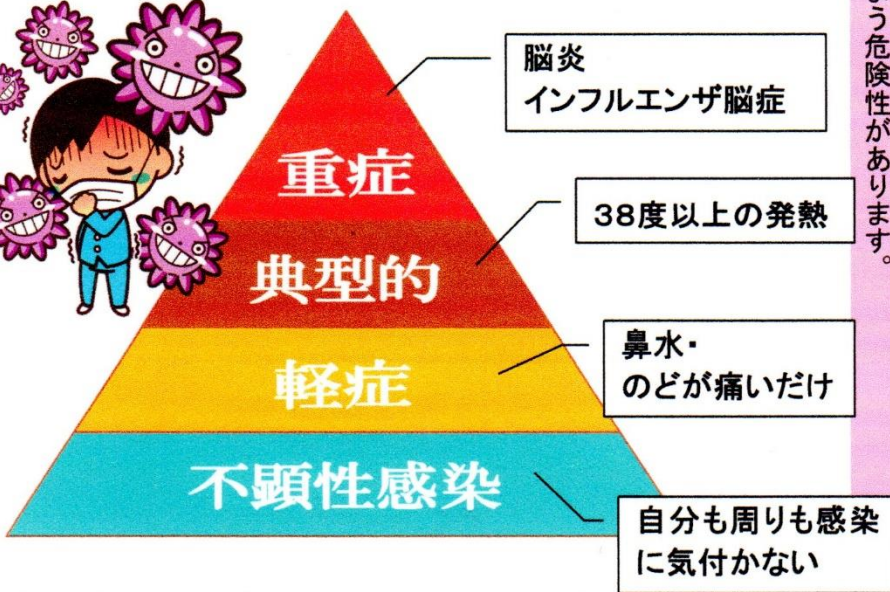 重症
脳炎
インフルエンザ脳症
典型的
38度以上の発熱
軽症
鼻水・
のどが痛いだけ
不顕性感染
自分も周りも感染
に気付かない
う危険性があります。